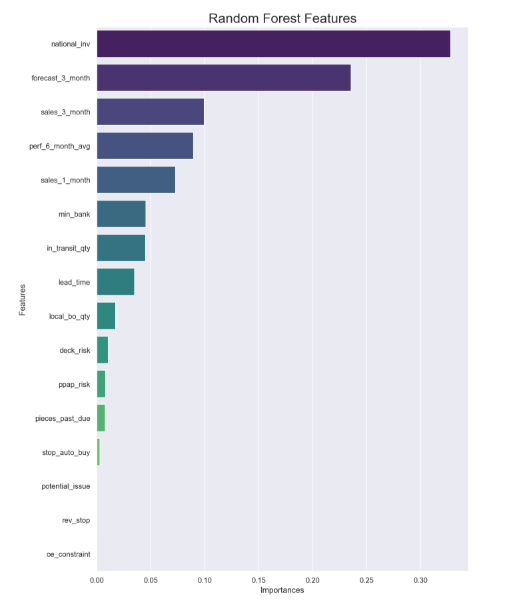 Random Forest Features
national_inv
forecast_3_month
sales_3_month
perf_6_month_avg
sales_1_month
min_bank
in_transit_qty
lead_time
local_bo_qty
deck_risk
ppap_risk
pieces_past_due
stop_auto_buy
potential_issue
rev_stop
oe_constraint
Features
0.00 0.05 0.10 0.15 0.20 0.25 0.30
Importances